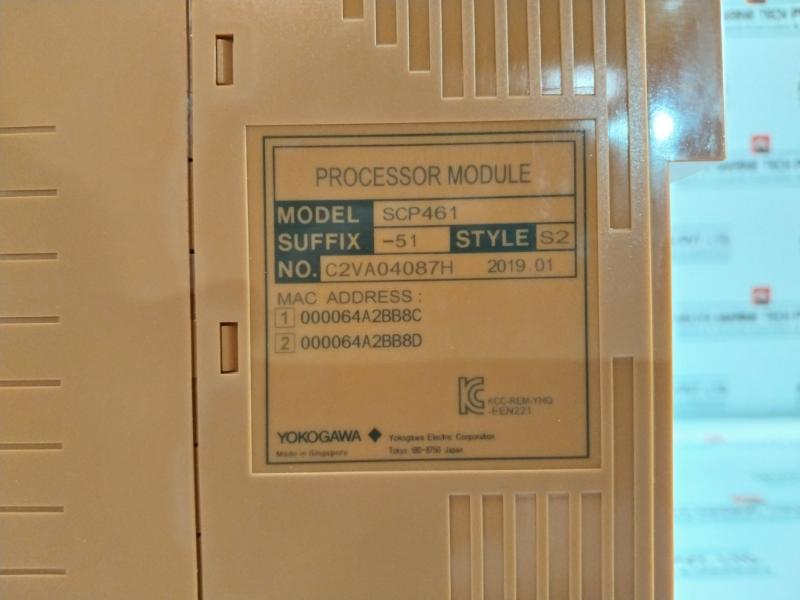 PROCESSOR MODULE
MODEL SCP461
SUFFIX -51 STYLE S2
NO. C2VA04087H 2019.01
MAC ADDRESS :
1 000064A2BB8C
2 000064A2BB8D
KCC-REM-YHQ
-EEN221
YOKOGAWA Yokogawa Electric Corporation
Made in Singapore Tokyo 180-8750 Japan